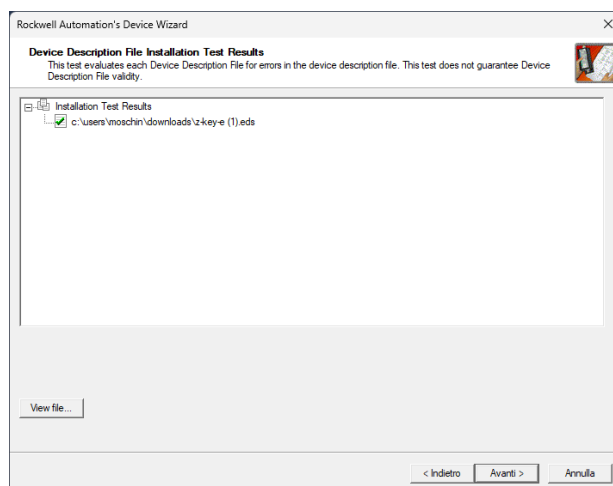 Rockwell Automation's Device Wizard
Device Description File Installation Test Results
This test evaluates each Device Description File for errors in the device description file. This test does not guarantee Device
Description File validity.
Installation Test Results
c:\users\moschin\downloads\z-key-e (1).eds
View file...
< Indietro
Avanti >
Annulla